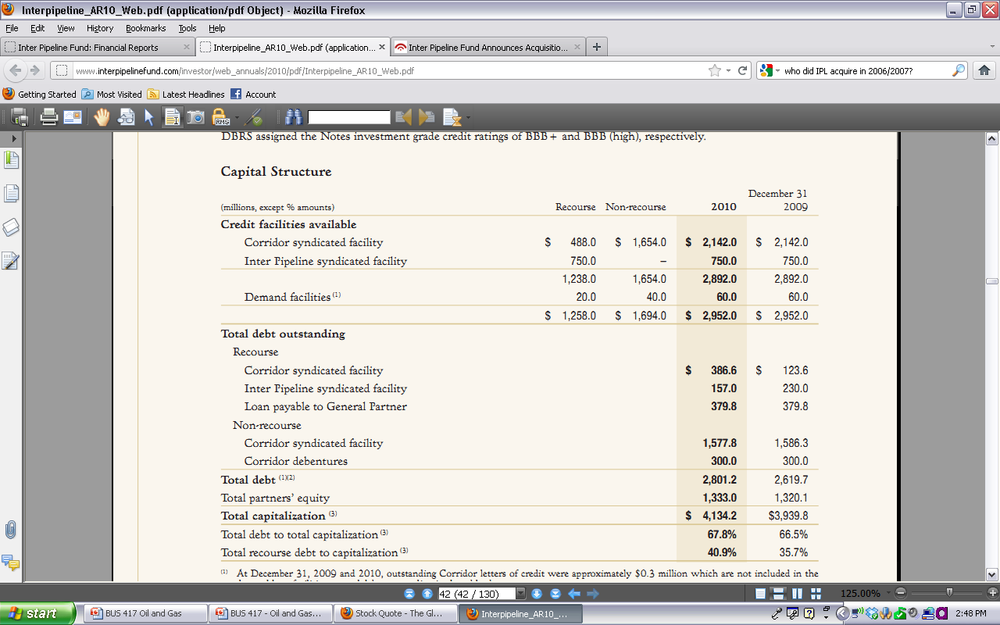 Interpipeline_AR10_Web.pdf (application/pdf Object) - Mozilla Firefox
File Edit View History Bookmarks Tools Help
Inter Pipeline Fund: Financial Reports
Interpipeline_AR10_Web.pdf (application...
Inter Pipeline Fund Announces Acquisitio...
www.interpipelinefund.com/investor/web_annuals/2010/pdf/Interpipeline_AR10_Web.pdf
who did IPL acquire in 2006/2007?
Getting Started Most Visited Latest Headlines Account
RMS
DBRS assigned the Notes investment grade credit ratings of BBB+ and BBB (high), respectively.
Capital Structure
December 31
(millions, except % amounts) Recourse Non-recourse 2010 2009
Credit facilities available
Corridor syndicated facility $ 488.0 $ 1,654.0 $ 2,142.0 $ 2,142.0
Inter Pipeline syndicated facility 750.0 – 750.0 750.0
1,238.0 1,654.0 2,892.0 2,892.0
Demand facilities (1) 20.0 40.0 60.0 60.0
$ 1,258.0 $ 1,694.0 $ 2,952.0 $ 2,952.0
Total debt outstanding
Recourse
Corridor syndicated facility $ 386.6 $ 123.6
Inter Pipeline syndicated facility 157.0 230.0
Loan payable to General Partner 379.8 379.8
Non-recourse
Corridor syndicated facility 1,577.8 1,586.3
Corridor debentures 300.0 300.0
Total debt (1)(2) 2,801.2 2,619.7
Total partners' equity 1,333.0 1,320.1
Total capitalization (3) $ 4,134.2 $3,939.8
Total debt to total capitalization (3) 67.8% 66.5%
Total recourse debt to capitalization (3) 40.9% 35.7%
(1) At December 31, 2009 and 2010, outstanding Corridor letters of credit were approximately $0.3 million which are not included in the
42 (42 / 130) 125.00%
start
BUS 417 Oil and Gas
BUS 417 - Oil and Gas...
Stock Quote - The Gl...
Interpipeline_AR10_...
2:48 PM